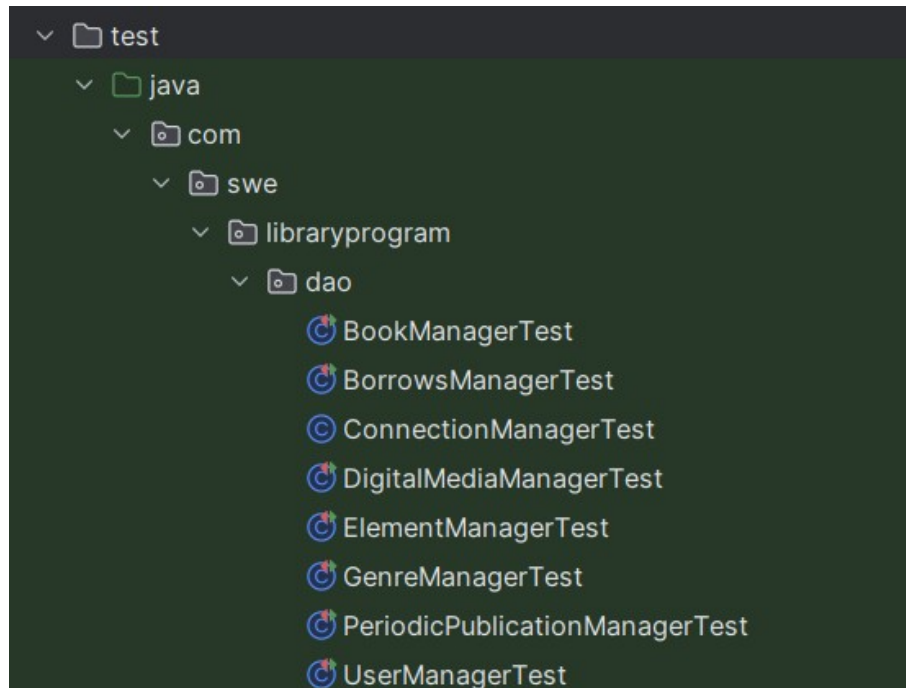 test
java
com
swe
libraryprogram
dao
BookManagerTest
BorrowsManagerTest
ConnectionManagerTest
DigitalMediaManagerTest
ElementManagerTest
GenreManagerTest
PeriodicPublicationManagerTest
UserManagerTest